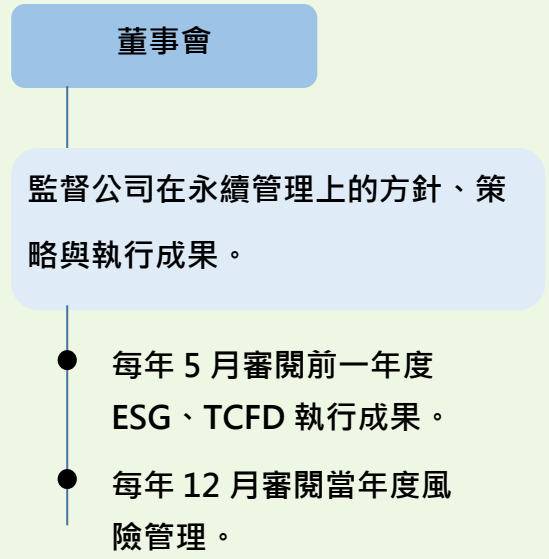 董事會
監督公司在永續管理上的方針、策
略與執行成果。
每年 5 月審閱前一年度
ESG、TCFD 執行成果。
每年 12 月審閱當年度風
險管理。